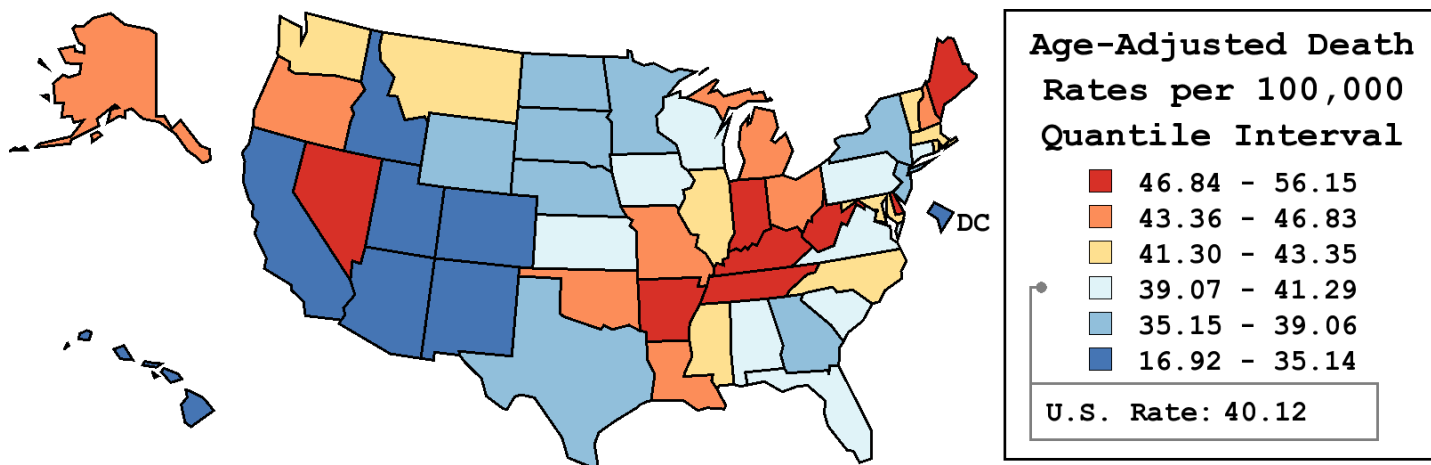 DC
Age-Adjusted Death
Rates per 100,000
Quantile Interval
46.84 - 56.15
43.36 - 46.83
41.30 - 43.35
39.07 - 41.29
35.15 - 39.06
16.92 - 35.14
U.S. Rate: 40.12